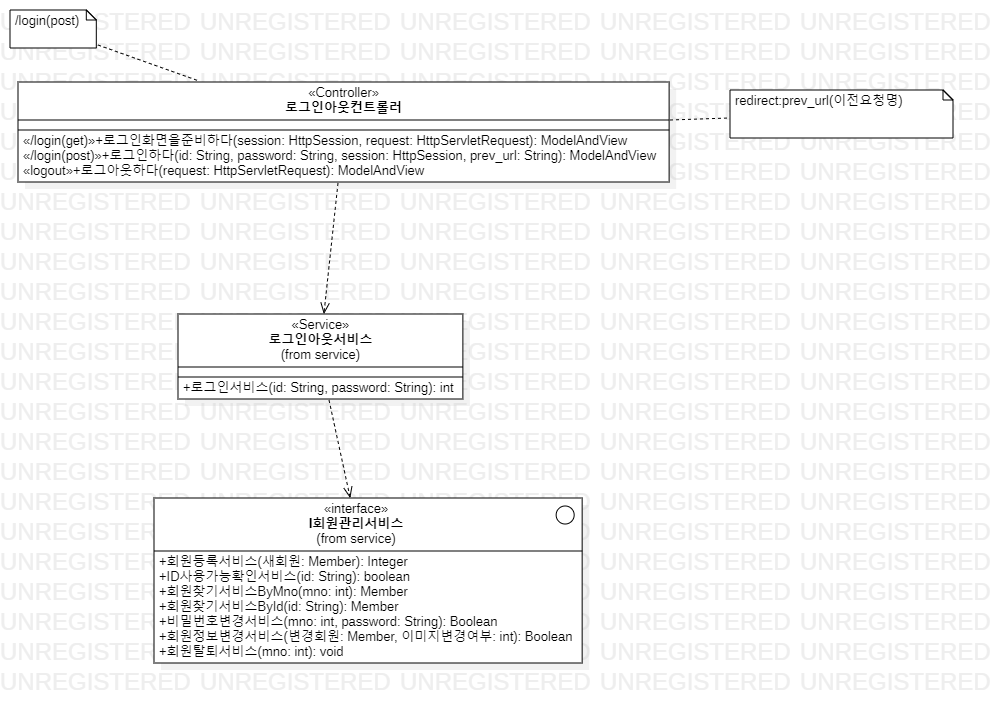 /login(post)
«Controller»
로그인아웃컨트롤러
redirect:prev_url(이전요청명)
«/login(get)»+로그인화면을준비하다(session: HttpSession, request: HttpServletRequest): ModelAndView
«/login(post)»+로그인하다(id: String, password: String, session: HttpSession, prev_url: String): ModelAndView
«logout»+로그아웃하다(request: HttpServletRequest): ModelAndView
«Service»
로그인아웃서비스
(from service)
+로그인서비스(id: String, password: String): int
«interface»
I회원관리서비스
(from service)
+회원등록서비스(새회원: Member): Integer
+ID사용가능확인서비스(id: String): boolean
+회원찾기서비스ByMno(mno: int): Member
+회원찾기서비스ById(id: String): Member
+비밀번호변경서비스(mno: int, password: String): Boolean
+회원정보변경서비스(변경회원: Member, 이미지변경여부: int): Boolean
+회원탈퇴서비스(mno: int): void
UNREGISTERED